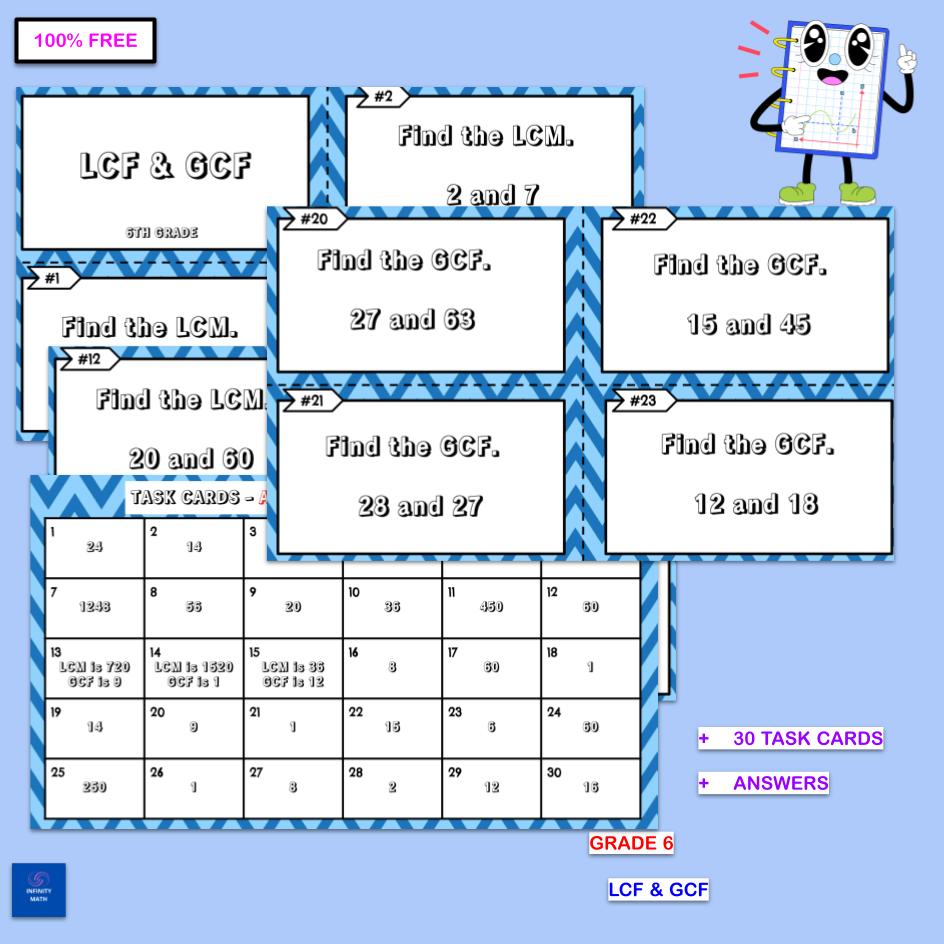 100% FREE
LCF & GCF
6TH GRADE
#2
Find the LCM.
2 and 7
#1
Find the LCM.
#12
Find the LCM.
20 and 60
#20
Find the GCF.
27 and 63
#22
Find the GCF.
15 and 45
#21
Find the GCF.
28 and 27
#23
Find the GCF.
12 and 18
TASK CARDS -
1
24
2
14
3
7
1248
8
56
9
20
10
36
11
450
12
60
13
LCM is 720
GCF is 9
14
LCM is 1520
GCF is 1
15
LCM is 36
GCF is 12
16
8
17
60
18
1
19
14
20
9
21
1
22
15
23
6
24
60
25
250
26
1
27
8
28
2
29
12
30
16
+ 30 TASK CARDS
+ ANSWERS
GRADE 6
LCF & GCF
INFINITY
MATH